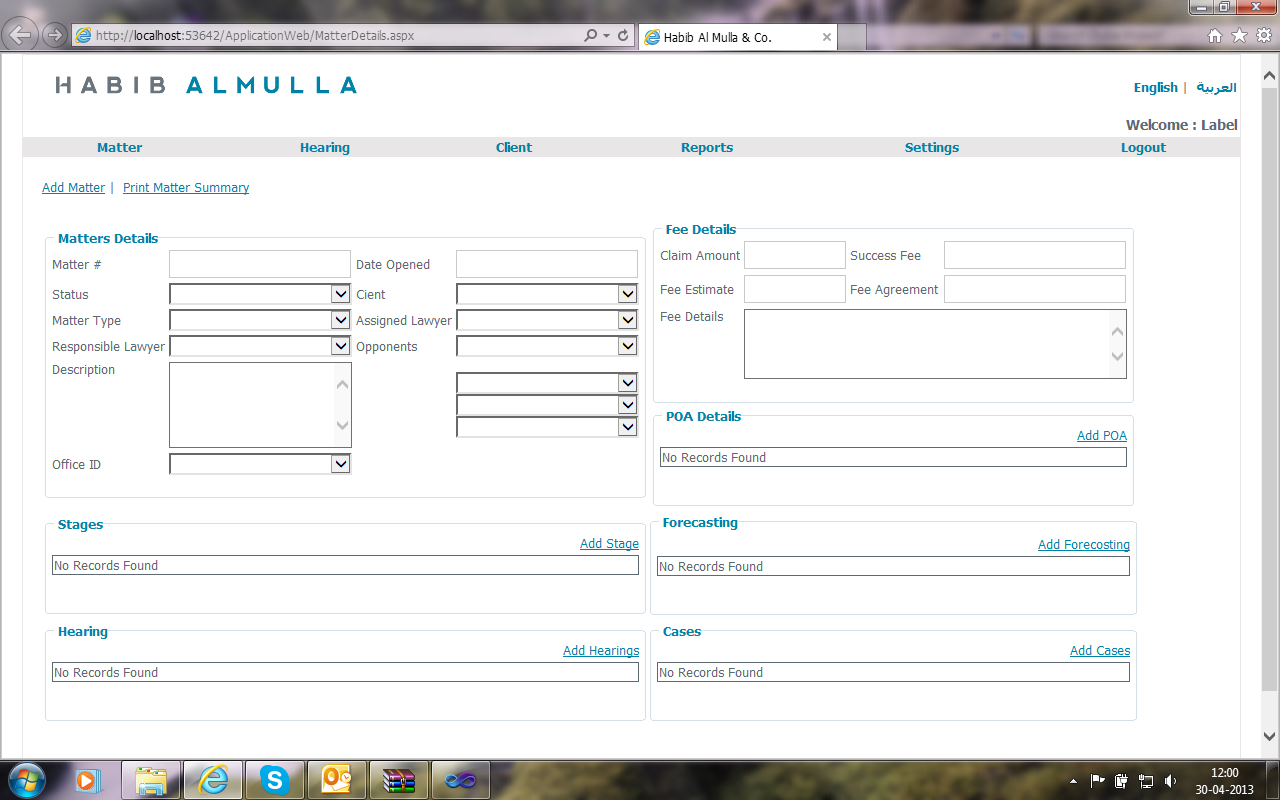 http://localhost:53642/ApplicationWeb/MatterDetails.aspx
Habib Al Mulla & Co.
HABIB ALMULLA
English | العربية
Welcome : Label
Matter Hearing Client Reports Settings Logout
Add Matter | Print Matter Summary
Matters Details
Matter # Date Opened
Status Cient
Matter Type Assigned Lawyer
Responsible Lawyer Opponents
Description
Office ID
Fee Details
Claim Amount Success Fee
Fee Estimate Fee Agreement
Fee Details
POA Details
Add POA
No Records Found
Stages
Add Stage
No Records Found
Forecasting
Add Forecosting
No Records Found
Hearing
Add Hearings
No Records Found
Cases
Add Cases
No Records Found
12:00
30-04-2013